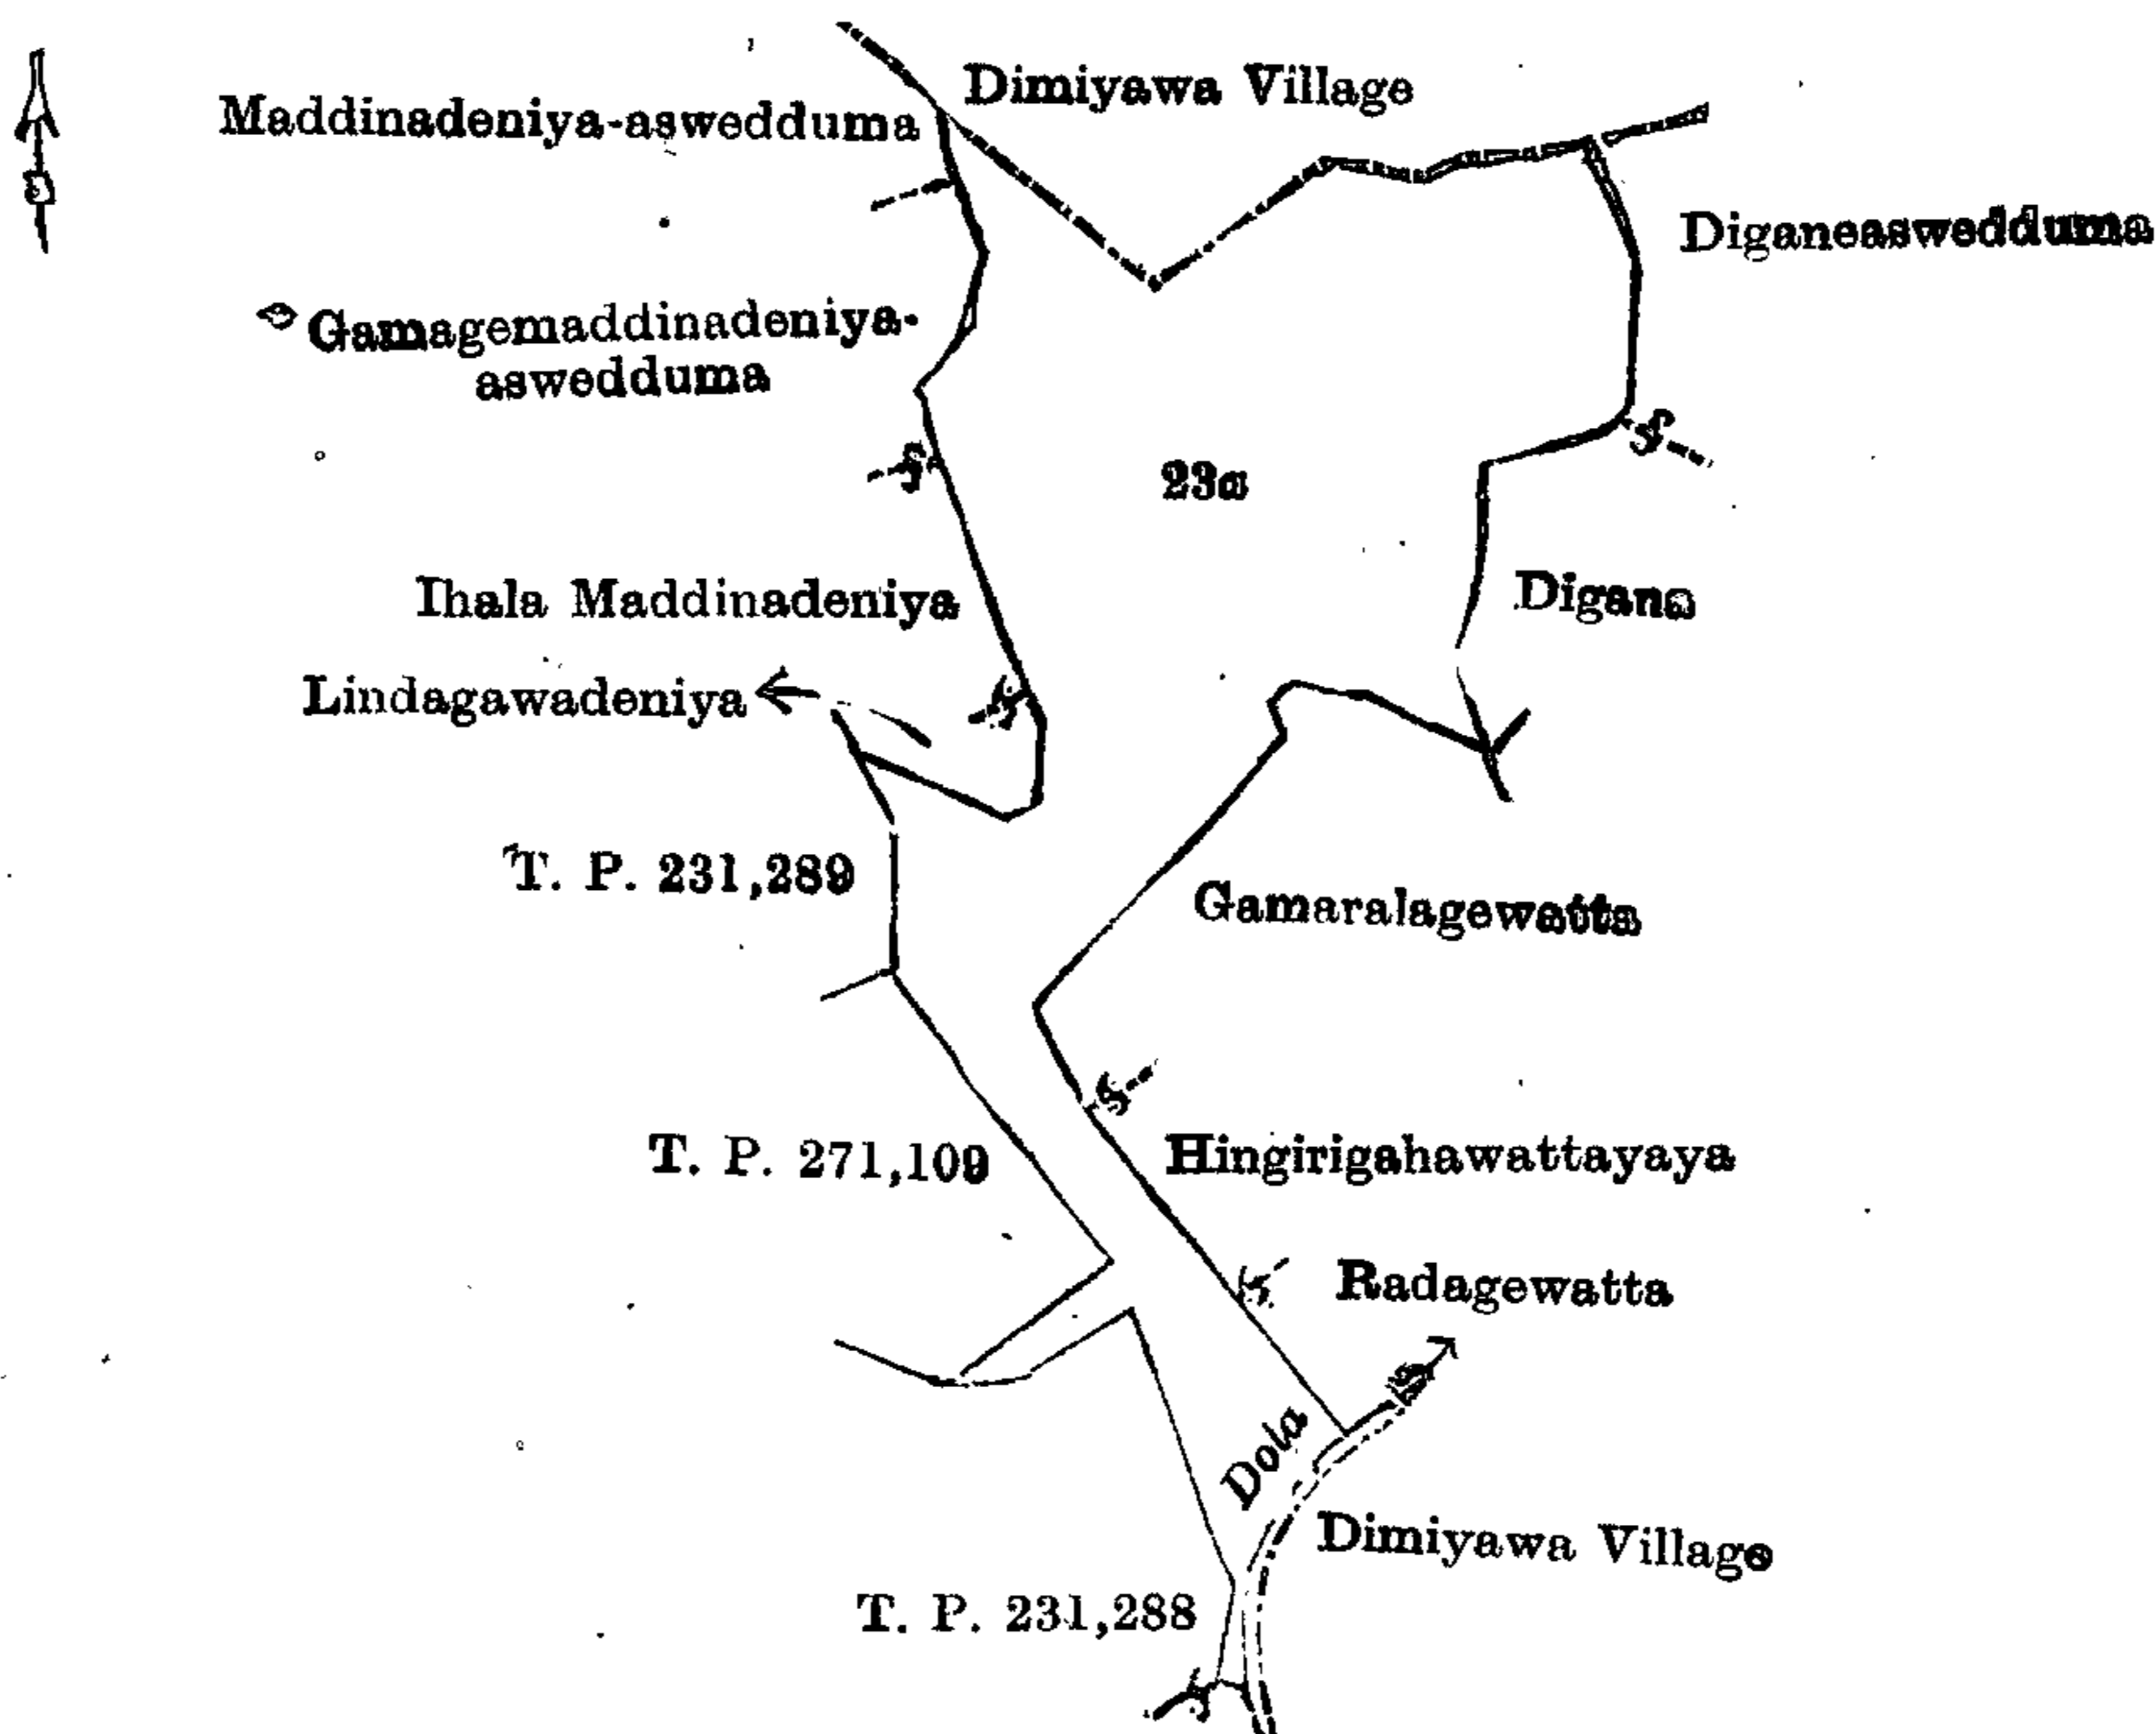 Dimiyawa Village
Maddinadeniya-aswedduma
Diganeaswedduma
Gamagemaddinadeniya-
aswedduma
23a
Ihala Maddinadeniya
Digane
Lindagawadeniya
T. P. 231,289
Gamaralagewatta
T. P. 271,109
Hingirigahawattayaya
Radagewatta
Dola
Dimiyawa Village
T. P. 231,288